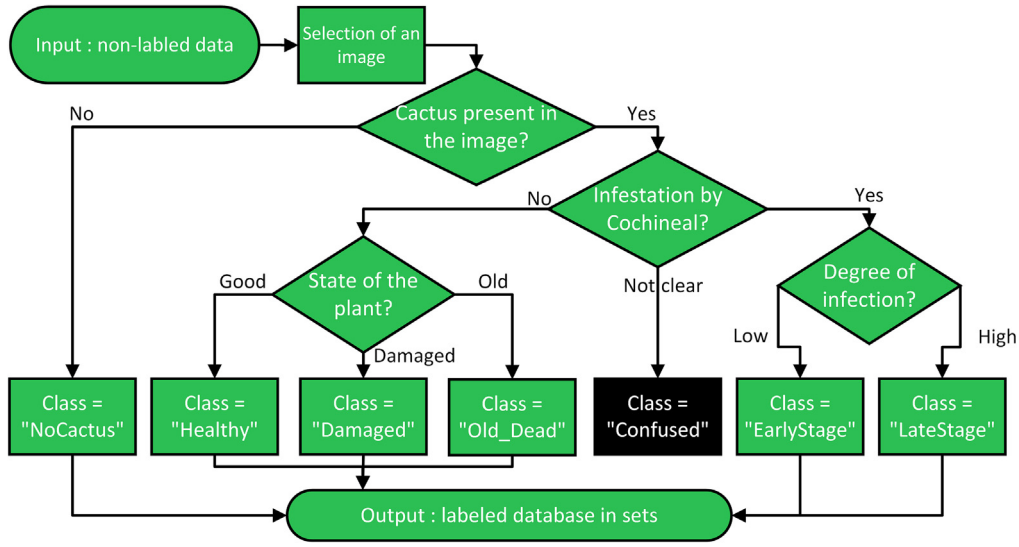 Input : non-labled data
Selection of an
image
Cactus present in
the image?
No
Yes
Infestation by
Cochineal?
No
Yes
Not clear
State of the
plant?
Good
Old
Damaged
Degree of
infection?
Low
High
Class =
"NoCactus"
Class =
"Healthy"
Class =
"Damaged"
Class =
"Old_Dead"
Class =
"Confused"
Class =
"EarlyStage"
Class =
"LateStage"
Output : labeled database in sets